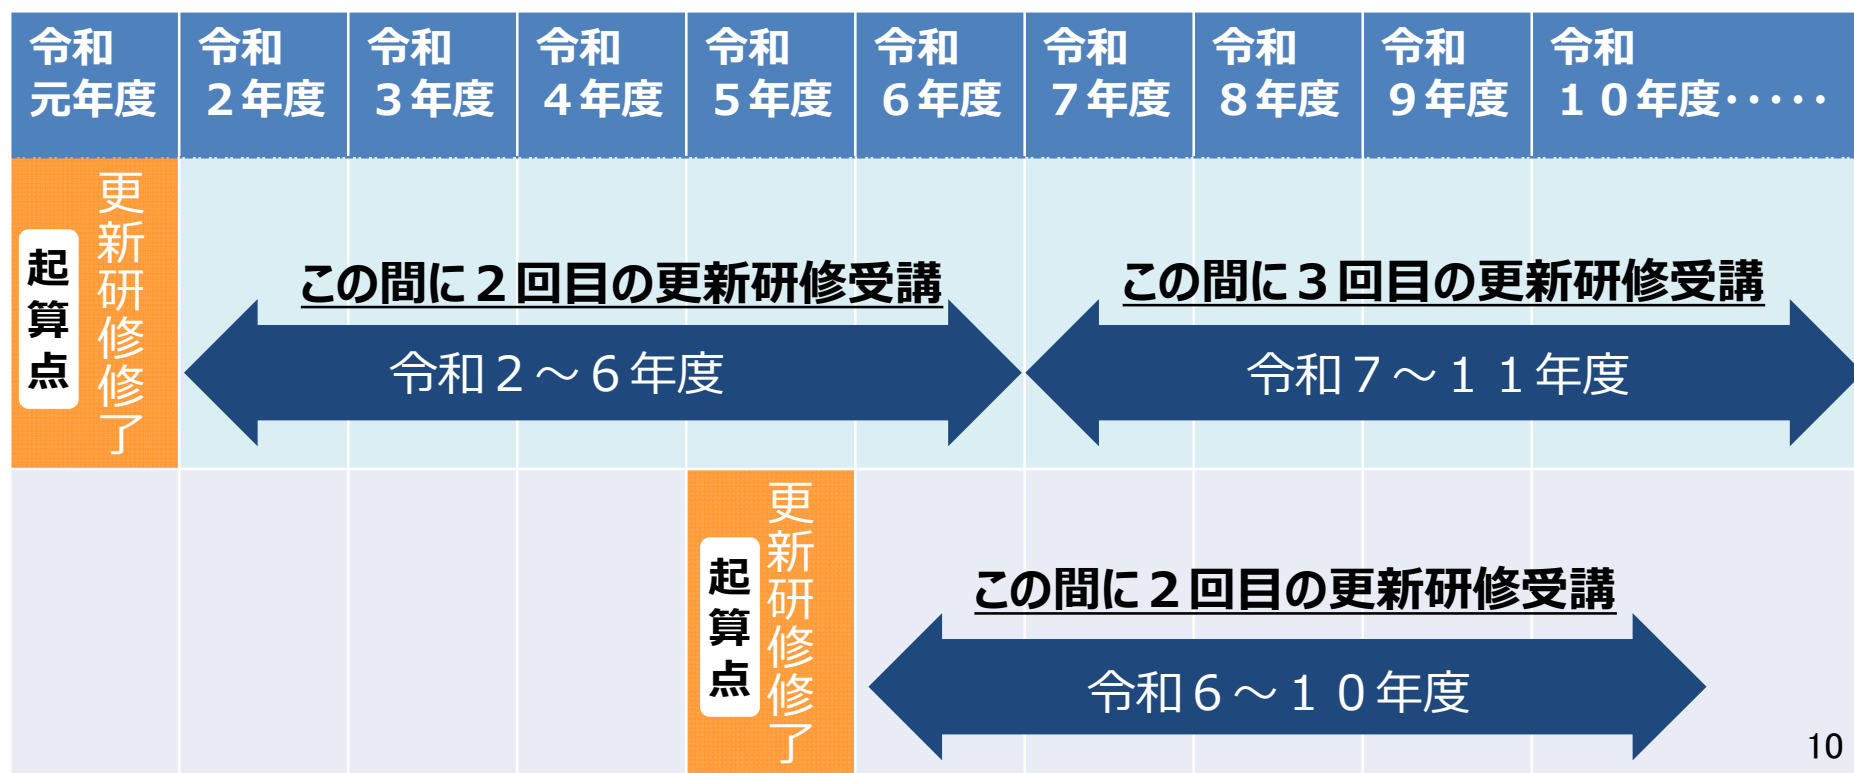 令和
元年度
令和
２年度
令和
３年度
令和
４年度
令和
５年度
令和
６年度
令和
７年度
令和
８年度
令和
９年度
令和
１０年度・・・・・
起算点
更新研修修了
この間に２回目の更新研修受講
令和２～６年度
この間に３回目の更新研修受講
令和７～１１年度
起算点
更新研修修了
この間に２回目の更新研修受講
令和６～１０年度
10